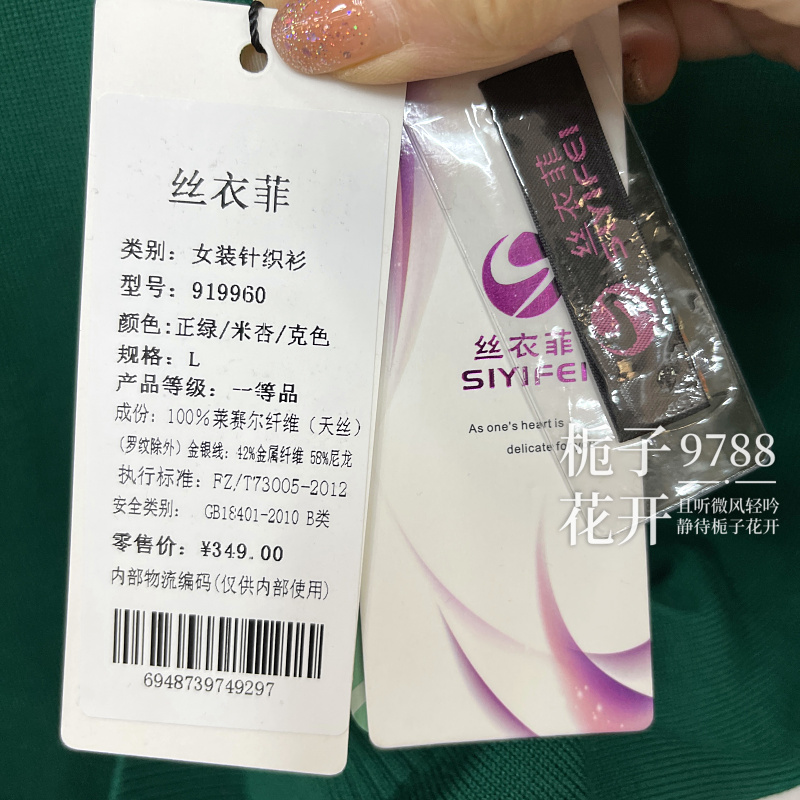 丝衣菲
类别：女装针织衫
型号：919960
颜色:正绿/米杏/克色
规格：L
产品等级：一等品
成份：100%莱赛尔纤维（天丝）
(罗纹除外) 金银线：42%金属纤维 58%尼龙
执行标准：FZ/T73005-2012
安全类别： GB18401-2010 B类
零售价：¥349.00
内部物流编码(仅供内部使用)
6948739749297
丝衣菲
SIYIFEI
As one's heart is
delicate
丝衣菲
SIYIFEI
栀子9788
花开
且听微风轻吟
静待栀子花开